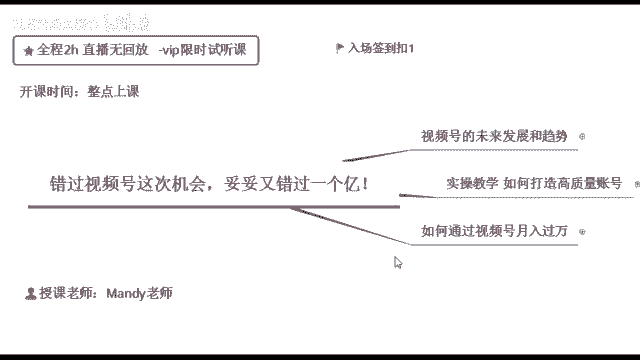 全程2h 直播无回放 -vip限时试听课
入场签到扣1
开课时间：整点上课
视频号的未来发展和趋势
错过视频号这次机会，妥妥又错过一个亿！
实操教学 如何打造高质量账号
如何通过视频号月入过万
授课老师：Mandy老师